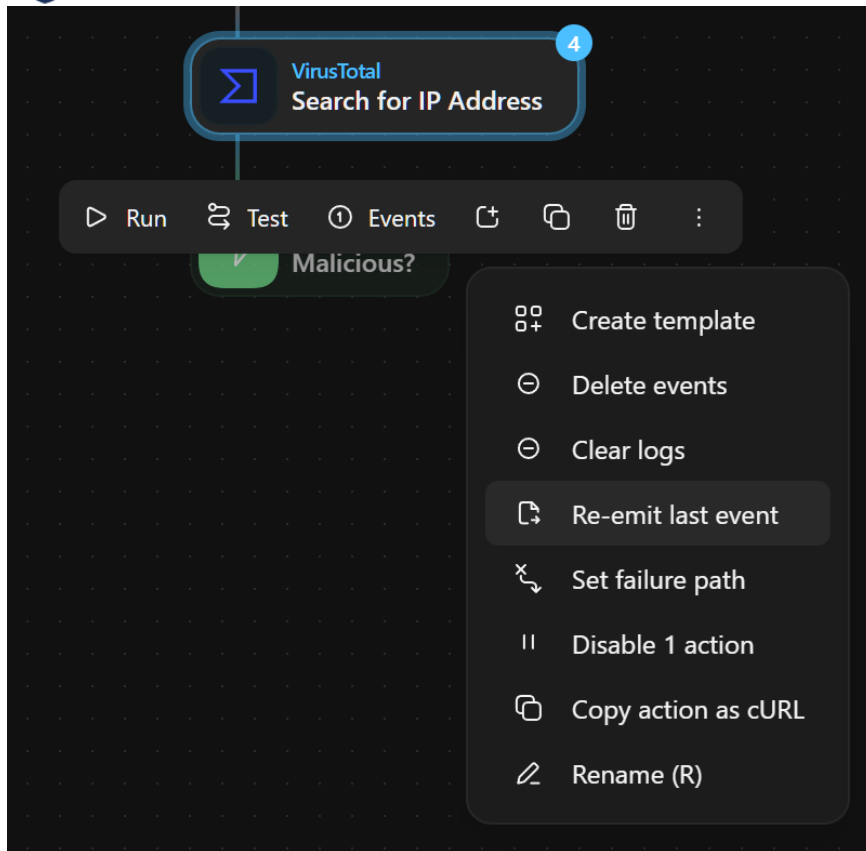 4
VirusTotal
Search for IP Address
Run
Test
1
Events
Malicious?
Create template
Delete events
Clear logs
Re-emit last event
Set failure path
Disable 1 action
Copy action as cURL
Rename (R)